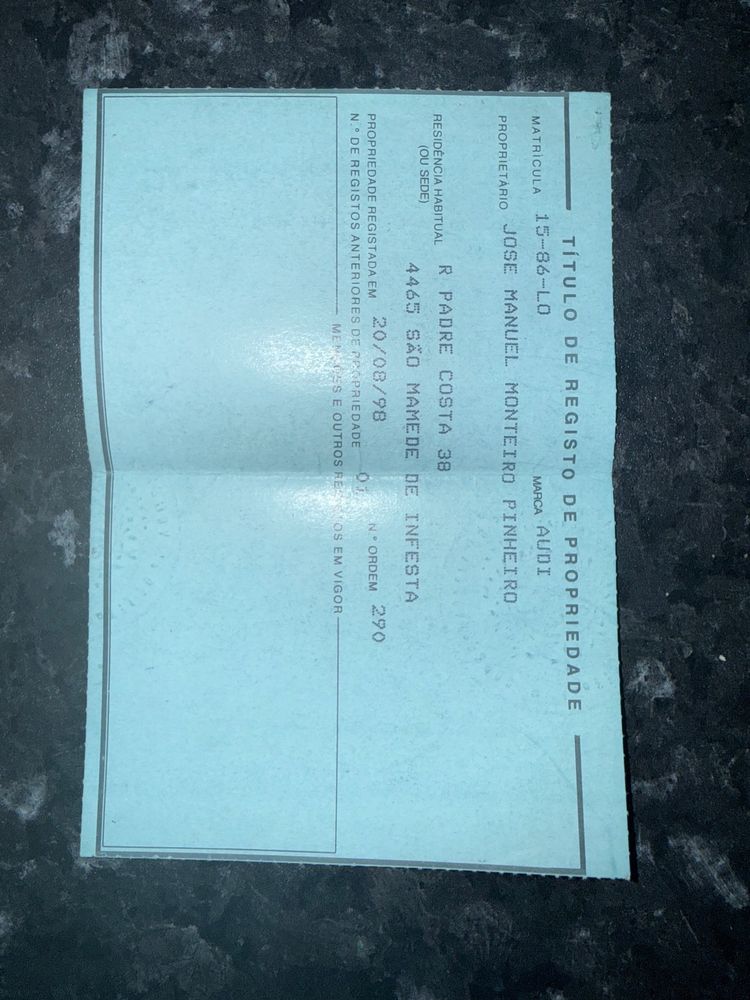 TÍTULO DE REGISTO DE PROPRIEDADE
MATRÍCULA 15-86-LO MARCA AUDI
PROPRIETÁRIO JOSE MANUEL MONTEIRO PINHEIRO
RESIDÊNCIA HABITUAL R PADRE COSTA 38
(OU SEDE) 4465 SÃO MAMEDE DE INFESTA
PROPRIEDADE REGISTADA EM 20/08/98 N.º ORDEM 290
N.º DE REGISTOS ANTERIORES DE PROPRIEDADE 01
E OUTROS REGISTOS EM VIGOR